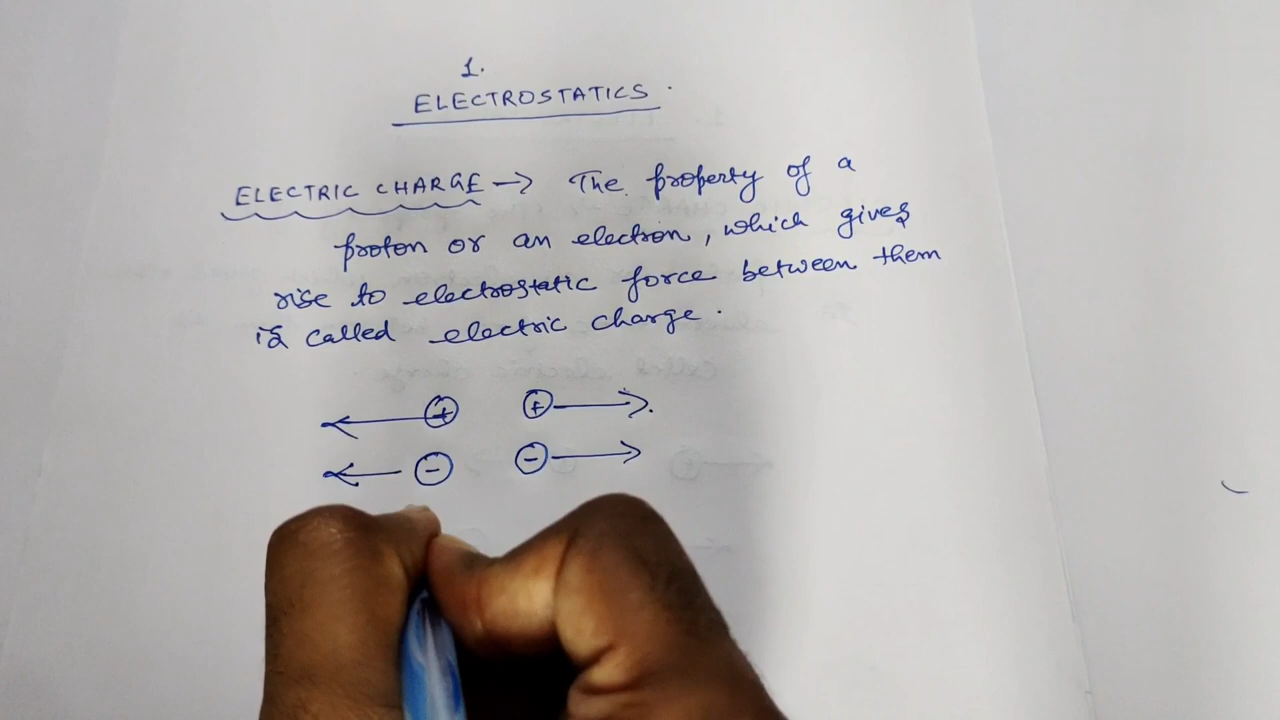 1.
ELECTROSTATICS.
ELECTRIC CHARGE → The property of a
proton or an electron, which gives
rise to electrostatic force between them
is called electric charge.
← + + →
← - - →